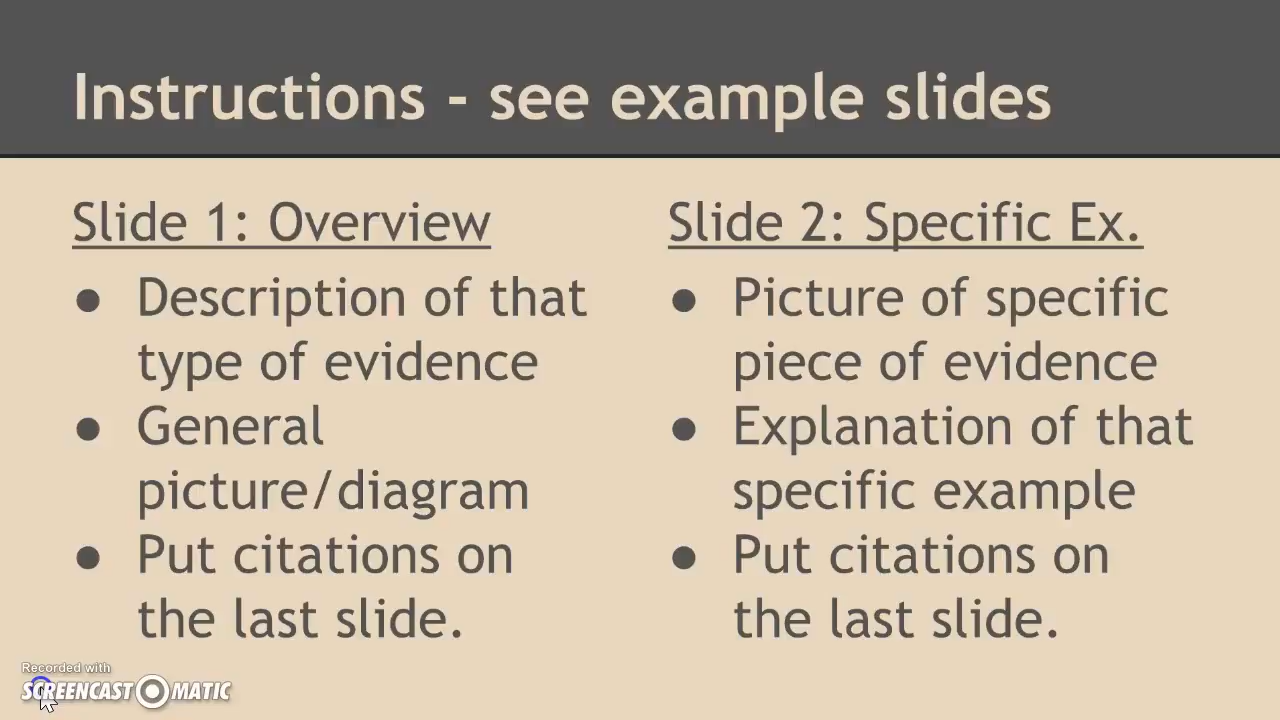 Instructions - see example slides
Slide 1: Overview
● Description of that
type of evidence
● General
picture/diagram
● Put citations on
the last slide.
Slide 2: Specific Ex.
● Picture of specific
piece of evidence
● Explanation of that
specific example
● Put citations on
the last slide.
Recorded with
SCREENCAST MATIC